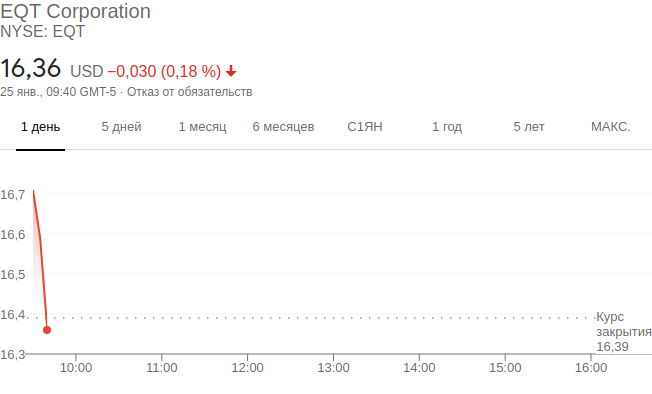 EQT Corporation
NYSE: EQT
16,36 USD −0,030 (0,18 %)
25 янв., 09:40 GMT-5 · Отказ от обязательств
1 день 5 дней 1 месяц 6 месяцев С1ЯН 1 год 5 лет МАКС.
16,7
16,6
16,5
16,4
Курс
закрытия
16,39
16,3
10:00 11:00 12:00 13:00 14:00 15:00 16:00